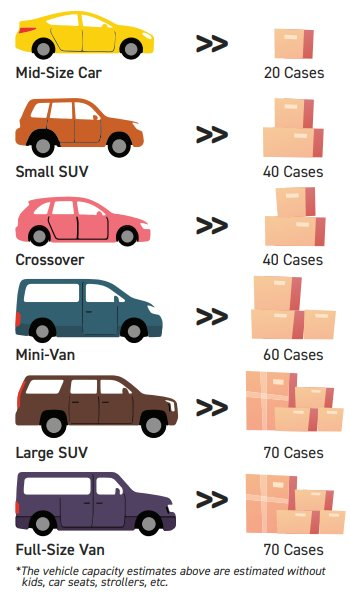 >>
Mid-Size Car 20 Cases
>>
Small SUV 40 Cases
>>
Crossover 40 Cases
>>
Mini-Van 60 Cases
>>
Large SUV 70 Cases
>>
Full-Size Van 70 Cases
*The vehicle capacity estimates above are estimated without
kids, car seats, strollers, etc.